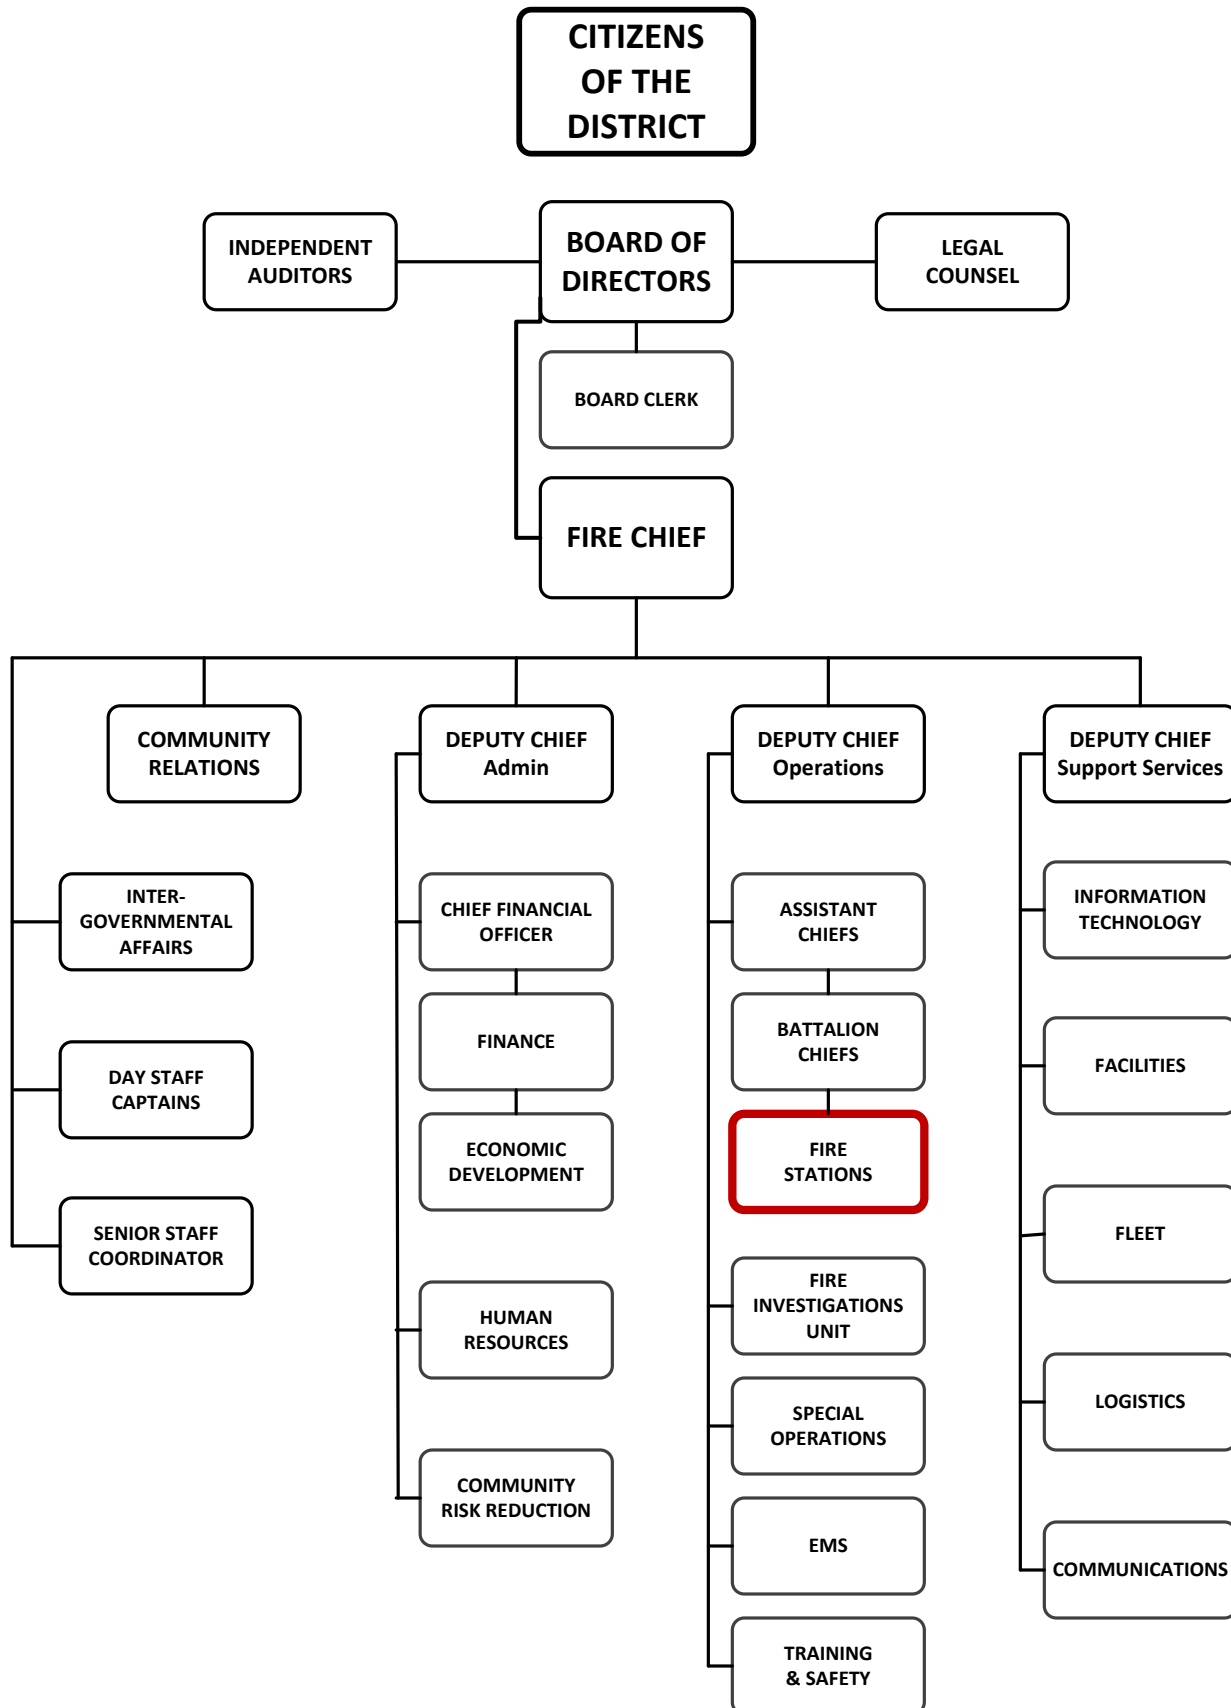 CITIZENS
OF THE
DISTRICT
INDEPENDENT
AUDITORS
BOARD OF
DIRECTORS
LEGAL
COUNSEL
BOARD CLERK
FIRE CHIEF
COMMUNITY
RELATIONS
INTER-
GOVERNMENTAL
AFFAIRS
DAY STAFF
CAPTAINS
SENIOR STAFF
COORDINATOR
DEPUTY CHIEF
Admin
CHIEF FINANCIAL
OFFICER
FINANCE
ECONOMIC
DEVELOPMENT
HUMAN
RESOURCES
COMMUNITY
RISK REDUCTION
DEPUTY CHIEF
Operations
ASSISTANT
CHIEFS
BATTALION
CHIEFS
FIRE
STATIONS
FIRE
INVESTIGATIONS
UNIT
SPECIAL
OPERATIONS
EMS
TRAINING
& SAFETY
DEPUTY CHIEF
Support Services
INFORMATION
TECHNOLOGY
FACILITIES
FLEET
LOGISTICS
COMMUNICATIONS